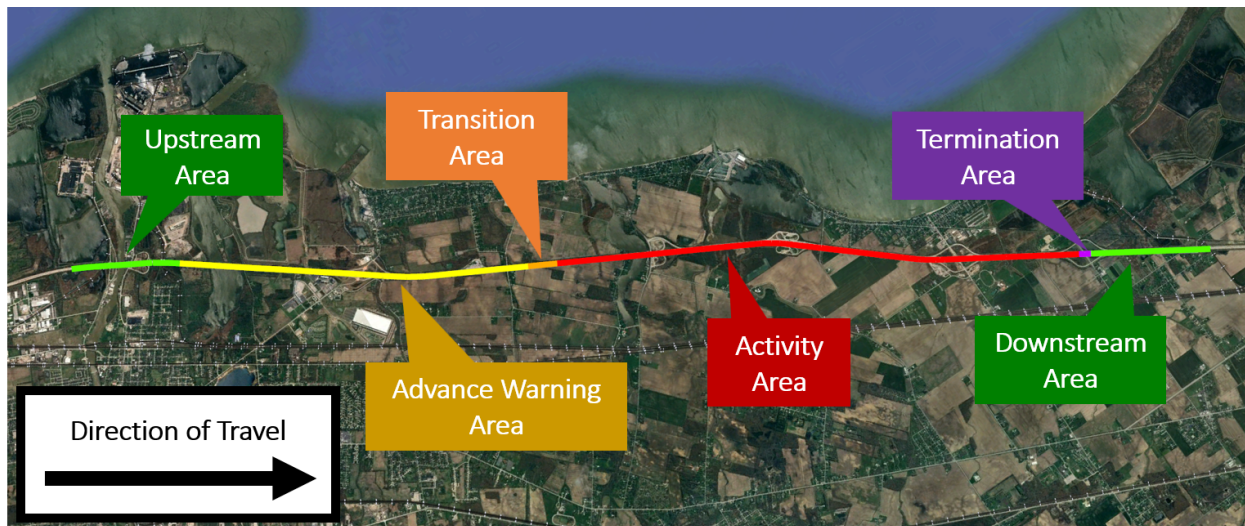 Upstream
Area
Transition
Area
Termination
Area
Advance Warning
Area
Activity
Area
Downstream
Area
Direction of Travel